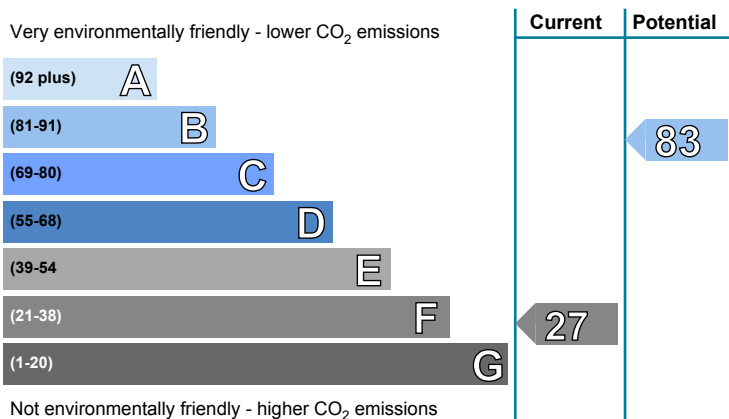 Current Potential
Very environmentally friendly - lower CO₂ emissions
(92 plus) A
(81-91) B
83
(69-80) C
(55-68) D
(39-54 E
(21-38) F
27
(1-20) G
Not environmentally friendly - higher CO₂ emissions